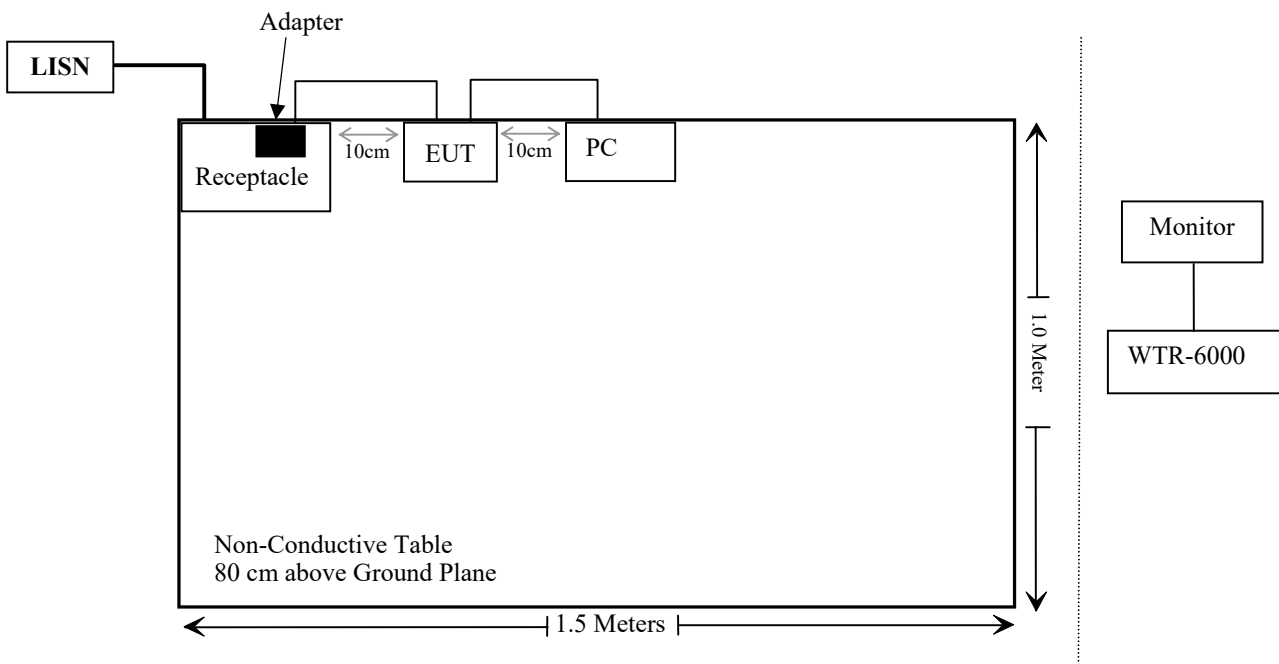 Adapter
LISN
10cm
10cm
EUT
PC
Receptacle
Monitor
1.0 Meter
WTR-6000
Non-Conductive Table
80 cm above Ground Plane
1.5 Meters